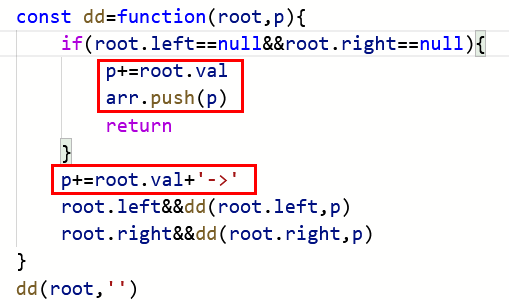 const dd=function(root,p){
    if(root.left==null&&root.right==null){
        p+=root.val
        arr.push(p)
        return
    }
    p+=root.val+'->'
    root.left&&dd(root.left,p)
    root.right&&dd(root.right,p)
}
dd(root,'')